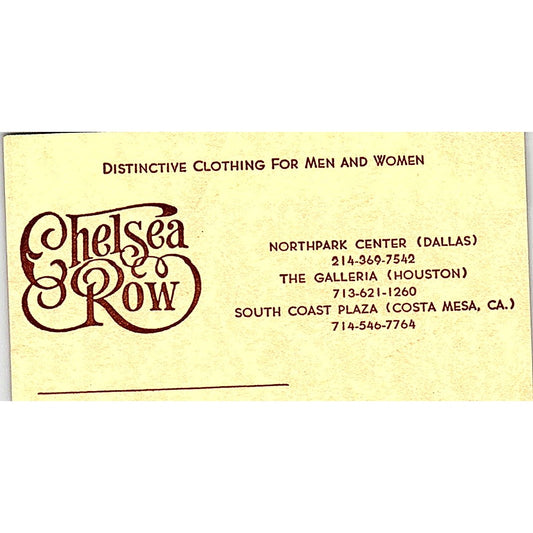 DISTINCTIVE CLOTHING FOR MEN AND WOMEN
Chelsea
Row
NORTHPARK CENTER (DALLAS)
214-369-7542
THE GALLERIA (HOUSTON)
713-621-1260
SOUTH COAST PLAZA (COSTA MESA, CA.)
714-546-7764